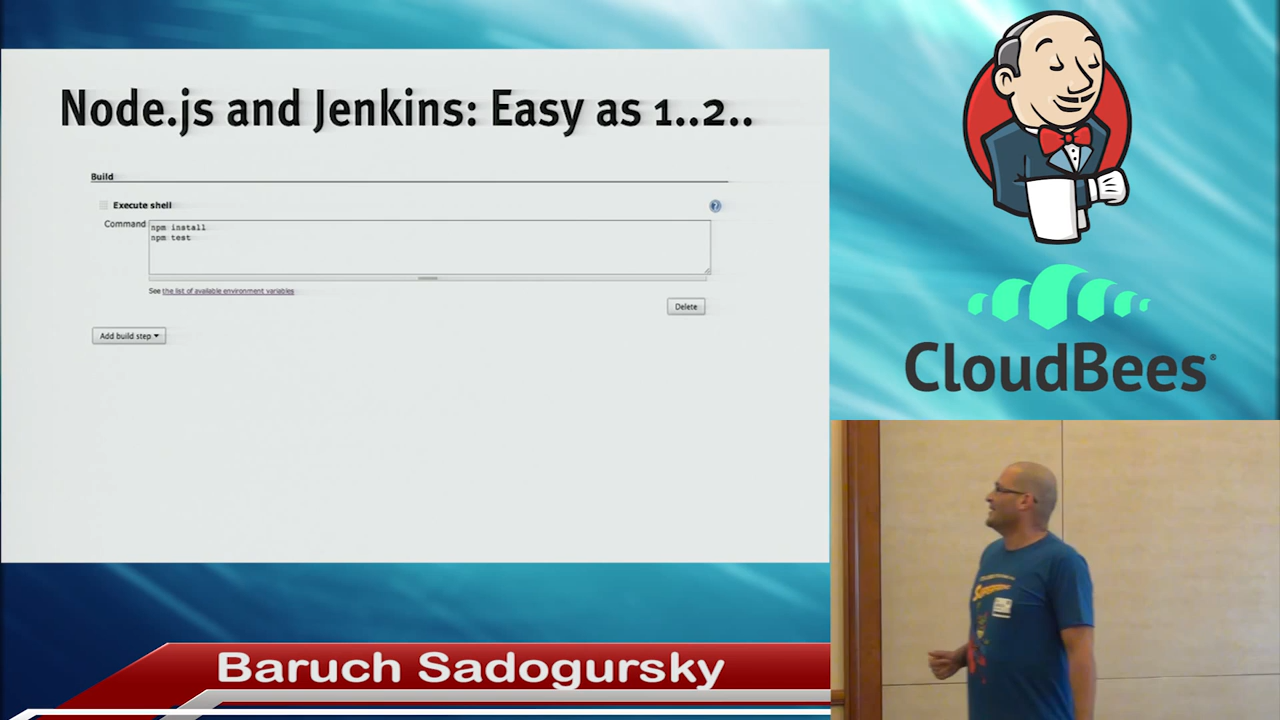 Node.js and Jenkins: Easy as 1..2..
Build
Execute shell
Command
npm install
npm test
See the list of available environment variables
Delete
Add build step
CloudBees
Baruch Sadogursky